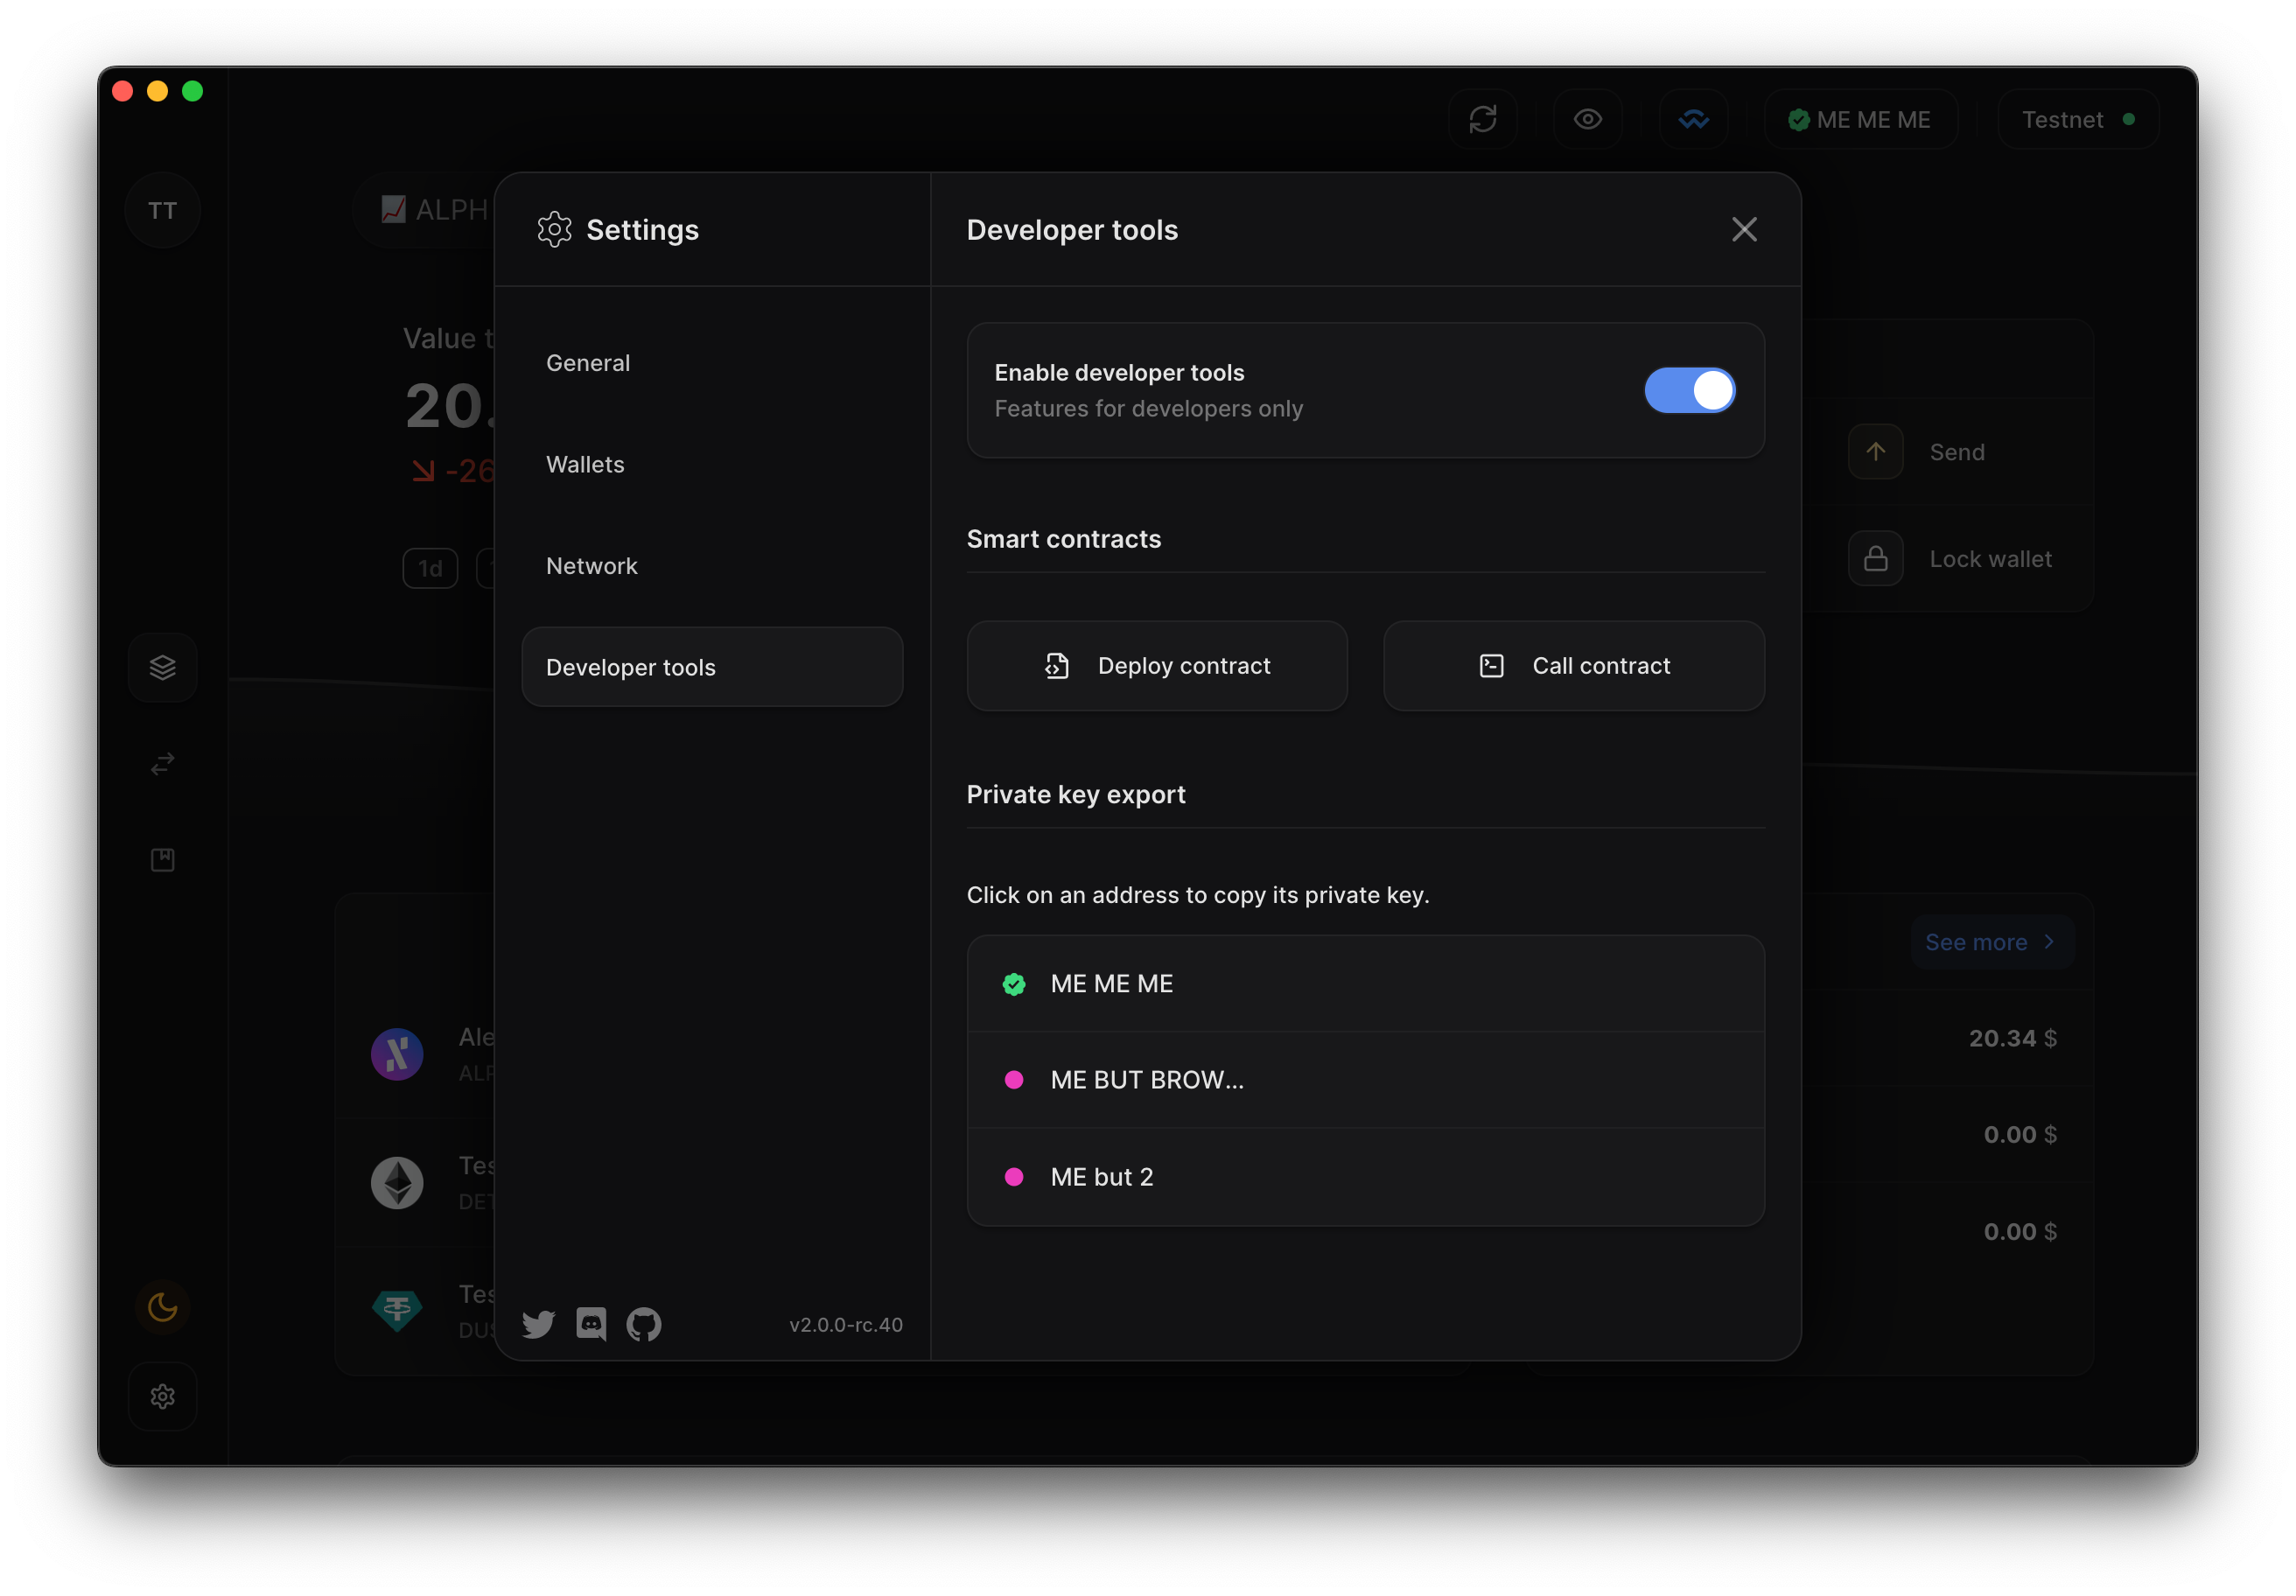 TT
ME ME ME
Testnet
ALPH
Settings
Developer tools
Value t
20.
-26
1d
General
Wallets
Network
Developer tools
Enable developer tools
Features for developers only
Send
Lock wallet
Smart contracts
Deploy contract
Call contract
Private key export
Click on an address to copy its private key.
ME ME ME
ME BUT BROW...
ME but 2
See more
Ale
ALP
20.34 $
Tes
DET
0.00 $
Tes
DUS
0.00 $
v2.0.0-rc.40